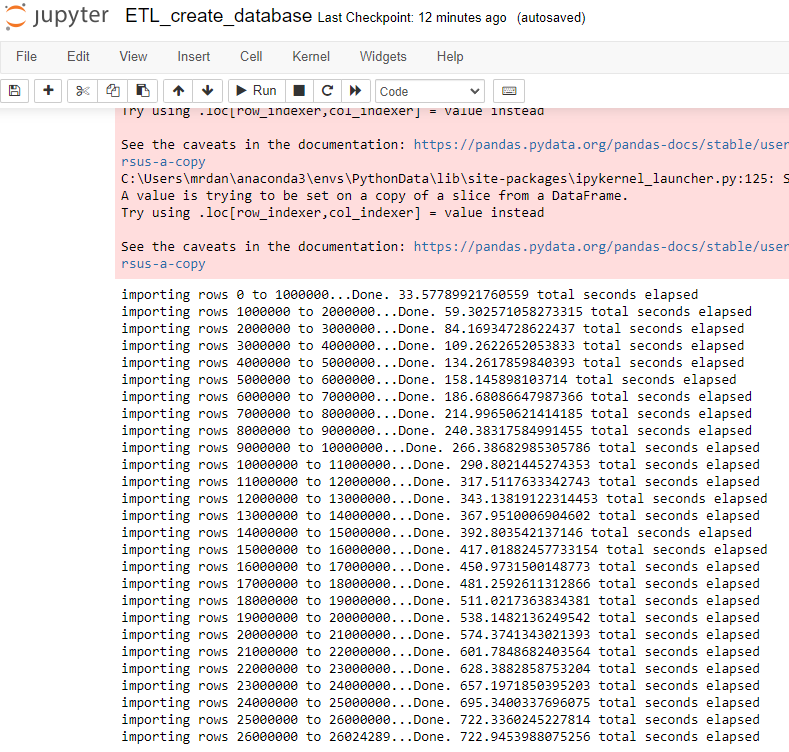 jupyter ETL_create_database Last Checkpoint: 12 minutes ago (autosaved)
File Edit View Insert Cell Kernel Widgets Help
Run Code
Try using .loc[row_indexer,col_indexer] = value instead
See the caveats in the documentation: https://pandas.pydata.org/pandas-docs/stable/user
rsus-a-copy
C:\Users\mrdan\anaconda3\envs\PythonData\lib\site-packages\ipykernel_launcher.py:125: S
A value is trying to be set on a copy of a slice from a DataFrame.
Try using .loc[row_indexer,col_indexer] = value instead
See the caveats in the documentation: https://pandas.pydata.org/pandas-docs/stable/user
rsus-a-copy
importing rows 0 to 1000000...Done. 33.57789921760559 total seconds elapsed
importing rows 1000000 to 2000000...Done. 59.302571058273315 total seconds elapsed
importing rows 2000000 to 3000000...Done. 84.16934728622437 total seconds elapsed
importing rows 3000000 to 4000000...Done. 109.2622652053833 total seconds elapsed
importing rows 4000000 to 5000000...Done. 134.2617859840393 total seconds elapsed
importing rows 5000000 to 6000000...Done. 158.145898103714 total seconds elapsed
importing rows 6000000 to 7000000...Done. 186.68086647987366 total seconds elapsed
importing rows 7000000 to 8000000...Done. 214.99650621414185 total seconds elapsed
importing rows 8000000 to 9000000...Done. 240.38317584991455 total seconds elapsed
importing rows 9000000 to 10000000...Done. 266.38682985305786 total seconds elapsed
importing rows 10000000 to 11000000...Done. 290.8021445274353 total seconds elapsed
importing rows 11000000 to 12000000...Done. 317.5117633342743 total seconds elapsed
importing rows 12000000 to 13000000...Done. 343.13819122314453 total seconds elapsed
importing rows 13000000 to 14000000...Done. 367.9510006904602 total seconds elapsed
importing rows 14000000 to 15000000...Done. 392.803542137146 total seconds elapsed
importing rows 15000000 to 16000000...Done. 417.01882457733154 total seconds elapsed
importing rows 16000000 to 17000000...Done. 450.9731500148773 total seconds elapsed
importing rows 17000000 to 18000000...Done. 481.2592611312866 total seconds elapsed
importing rows 18000000 to 19000000...Done. 511.0217363834381 total seconds elapsed
importing rows 19000000 to 20000000...Done. 538.1482136249542 total seconds elapsed
importing rows 20000000 to 21000000...Done. 574.3741343021393 total seconds elapsed
importing rows 21000000 to 22000000...Done. 601.7848682403564 total seconds elapsed
importing rows 22000000 to 23000000...Done. 628.3882858753204 total seconds elapsed
importing rows 23000000 to 24000000...Done. 657.1971850395203 total seconds elapsed
importing rows 24000000 to 25000000...Done. 695.3400337696075 total seconds elapsed
importing rows 25000000 to 26000000...Done. 722.3360245227814 total seconds elapsed
importing rows 26000000 to 26024289...Done. 722.9453988075256 total seconds elapsed